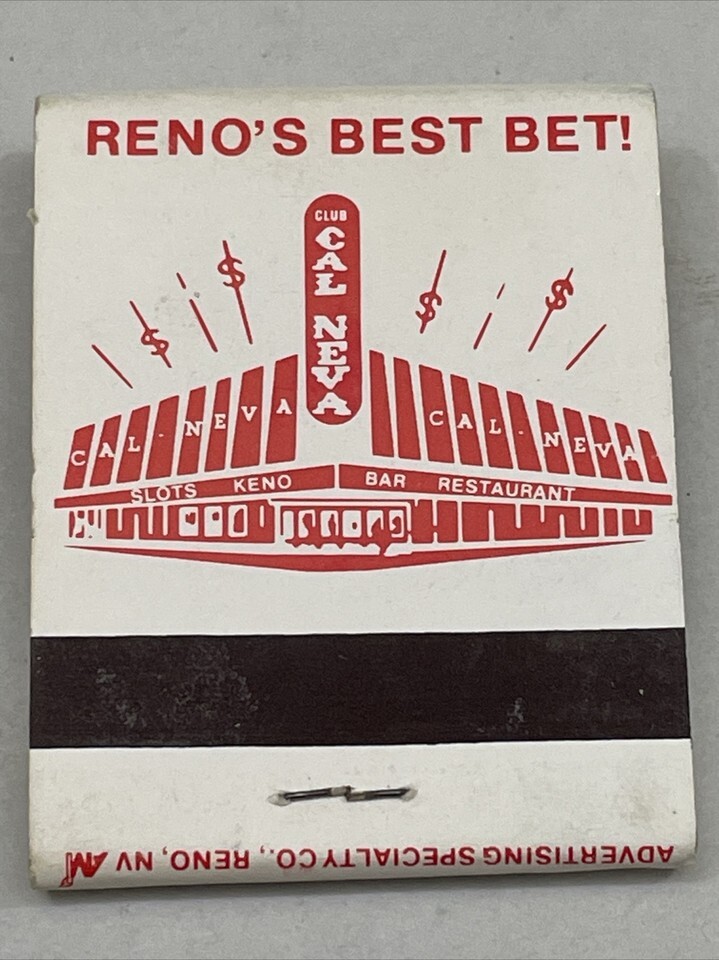 RENO'S BEST BET!
CLUB
CAL NEVA
$ $ $ $
CAL-NEVA CAL-NEVA
SLOTS KENO BAR RESTAURANT
ADVERTISING SPECIALTY CO., RENO, NV AM